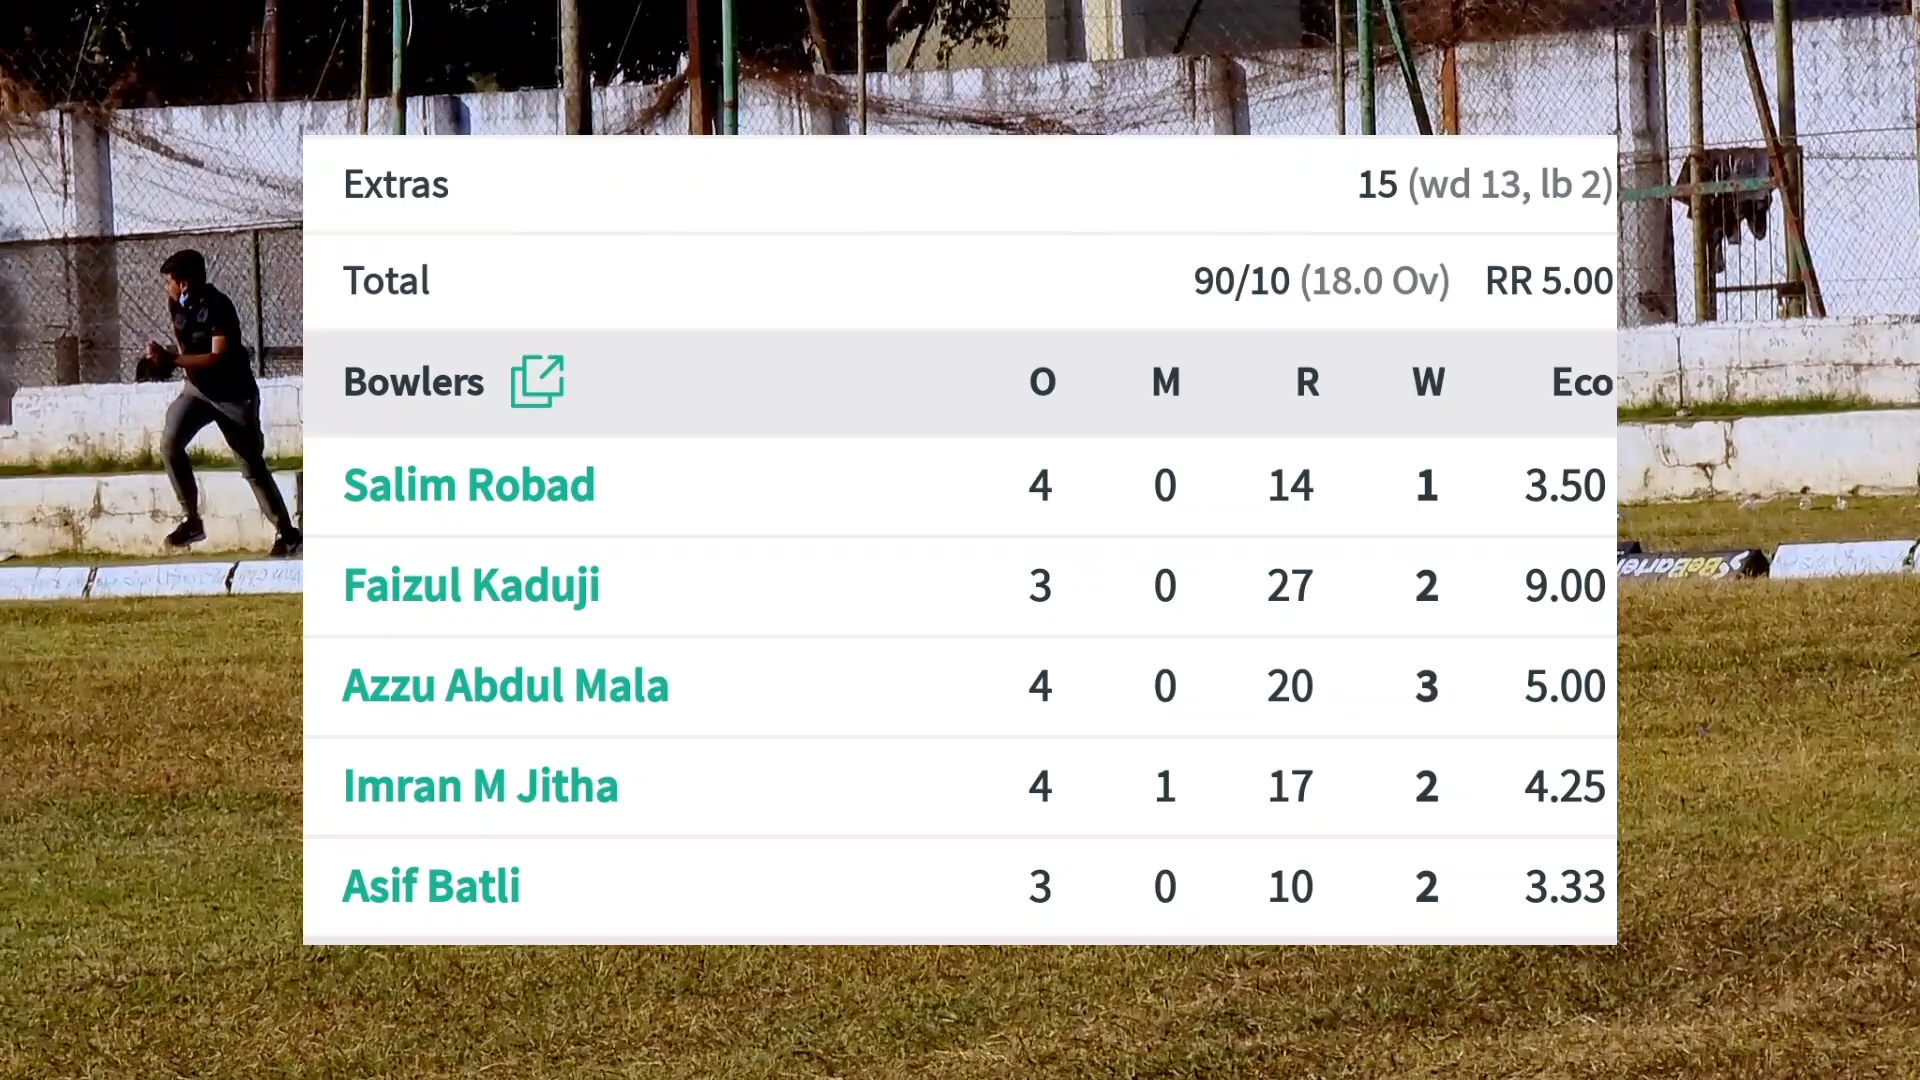 Extras 15 (wd 13, lb 2)
Total 90/10 (18.0 Ov) RR 5.00
Bowlers O M R W Eco
Salim Robad 4 0 14 1 3.50
Faizul Kaduji 3 0 27 2 9.00
Azzu Abdul Mala 4 0 20 3 5.00
Imran M Jitha 4 1 17 2 4.25
Asif Batli 3 0 10 2 3.33